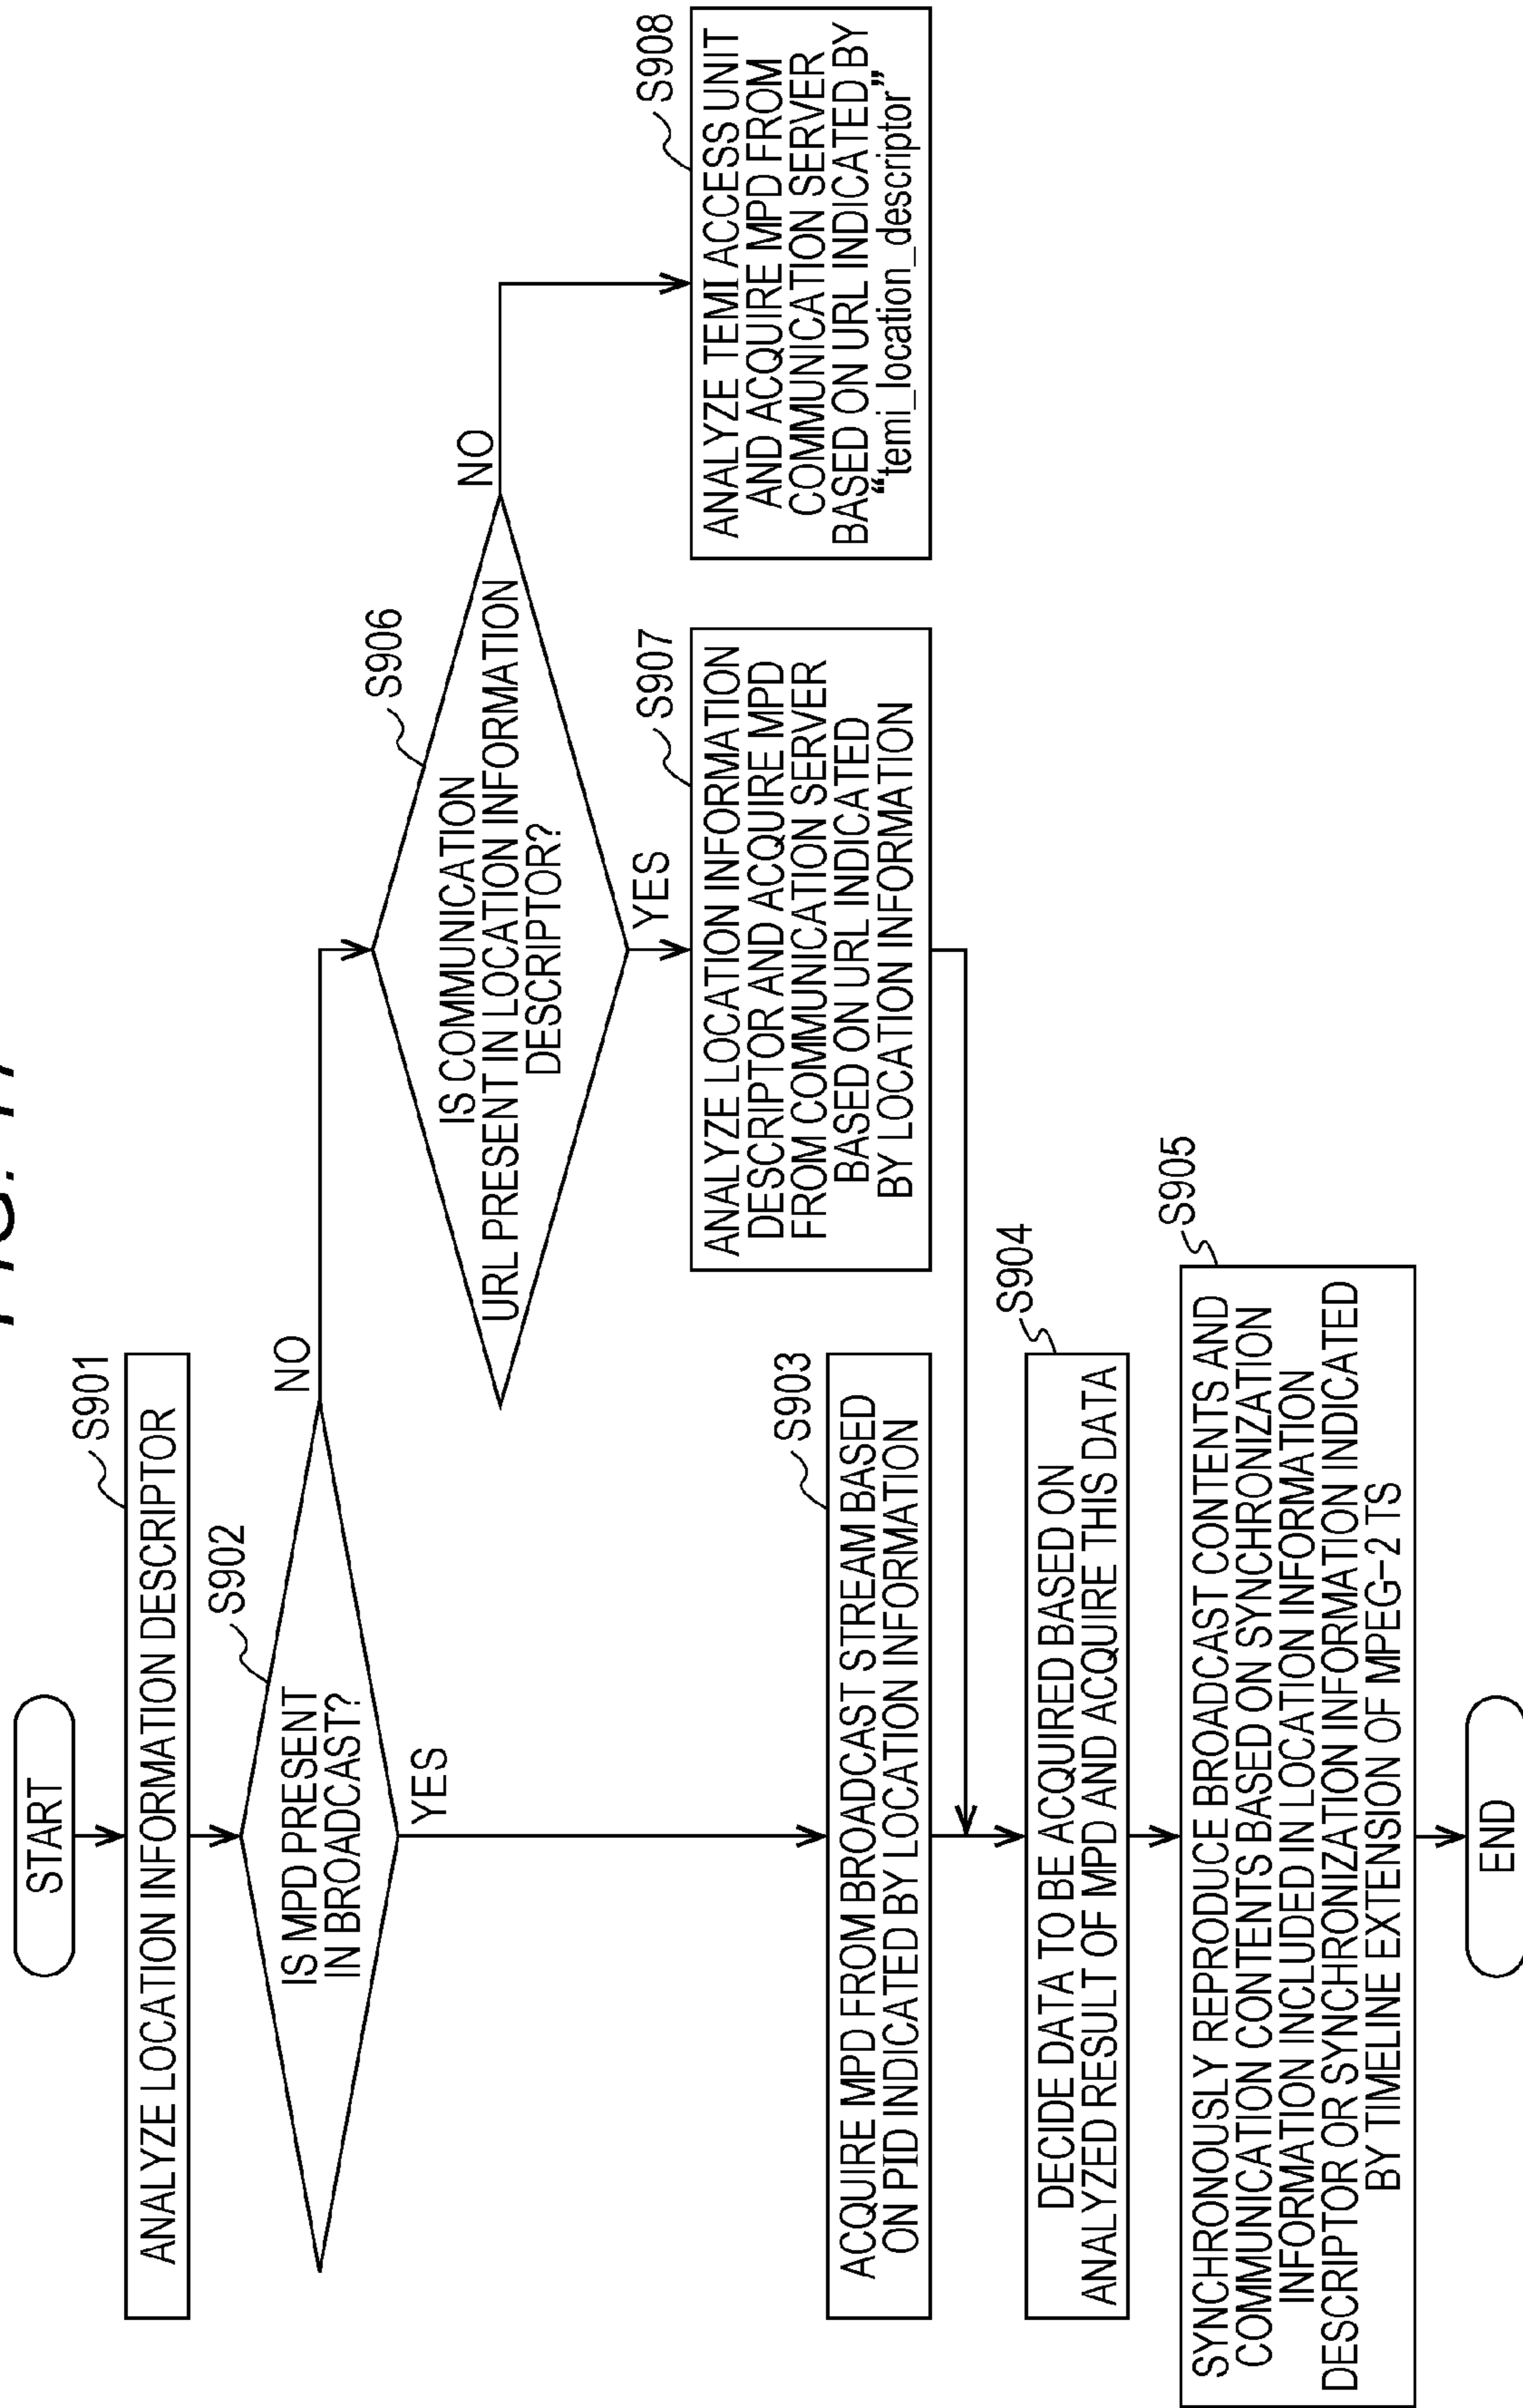 START
S901
ANALYZE LOCATION INFORMATION DESCRIPTOR
S902
IS MPD PRESENT
IN BROADCAST?
NO
YES
S906
IS COMMUNICATION
URL PRESENT IN LOCATION INFORMATION
DESCRIPTOR?
NO
YES
S903
ACQUIRE MPD FROM BROADCAST STREAM BASED
ON PID INDICATED BY LOCATION INFORMATION
S907
ANALYZE LOCATION INFORMATION
DESCRIPTOR AND ACQUIRE MPD
FROM COMMUNICATION SERVER
BASED ON URL INDICATED
BY LOCATION INFORMATION
S908
ANALYZE TEMI ACCESS UNIT
AND ACQUIRE MPD FROM
COMMUNICATION SERVER
BASED ON URL INDICATED BY
“temi_location_descriptor”
S904
DECIDE DATA TO BE ACQUIRED BASED ON
ANALYZED RESULT OF MPD AND ACQUIRE THIS DATA
S905
SYNCHRONOUSLY REPRODUCE BROADCAST CONTENTS AND
COMMUNICATION CONTENTS BASED ON SYNCHRONIZATION
INFORMATION INCLUDED IN LOCATION INFORMATION
DESCRIPTOR OR SYNCHRONIZATION INFORMATION INDICATED
BY TIMELINE EXTENSION OF MPEG-2 TS
END